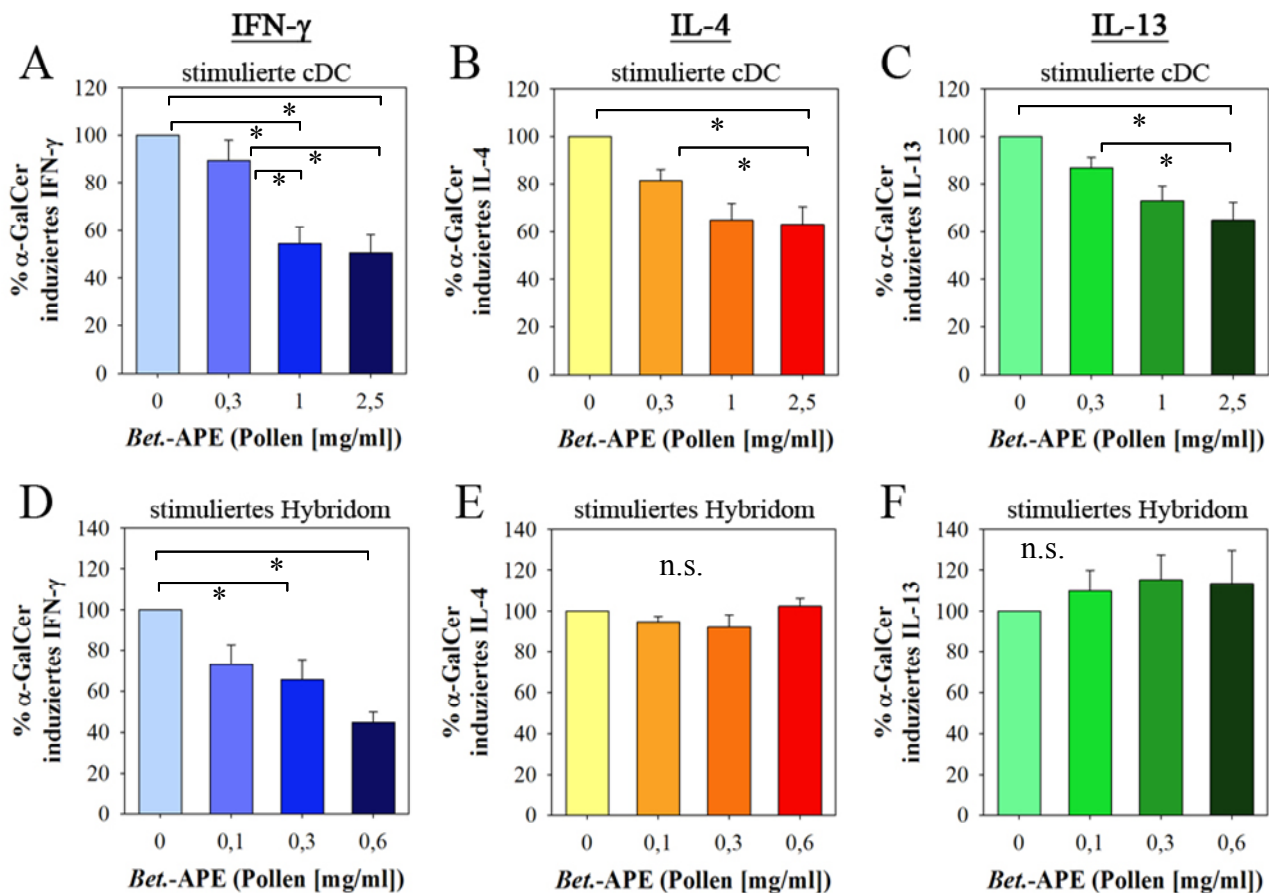 IFN-γ
IL-4
IL-13
A
stimulierte cDC
120
100
80
60
40
20
0
% α-GalCer
induziertes IFN-γ
*
*
*
*
0
0,3
1
2,5
Bet.-APE (Pollen [mg/ml])
B
stimulierte cDC
120
100
80
60
40
20
0
% α-GalCer
induziertes IL-4
*
*
0
0,3
1
2,5
Bet.-APE (Pollen [mg/ml])
C
stimulierte cDC
120
100
80
60
40
20
0
% α-GalCer
induziertes IL-13
*
*
0
0,3
1
2,5
Bet.-APE (Pollen [mg/ml])
D
stimuliertes Hybridom
140
120
100
80
60
40
20
0
% α-GalCer
induziertes IFN-γ
*
*
0
0,1
0,3
0,6
Bet.-APE (Pollen [mg/ml])
E
stimuliertes Hybridom
140
120
100
80
60
40
20
0
% α-GalCer
induziertes IL-4
n.s.
0
0,1
0,3
0,6
Bet.-APE (Pollen [mg/ml])
F
stimuliertes Hybridom
140
120
100
80
60
40
20
0
% α-GalCer
induziertes IL-13
n.s.
0
0,1
0,3
0,6
Bet.-APE (Pollen [mg/ml])